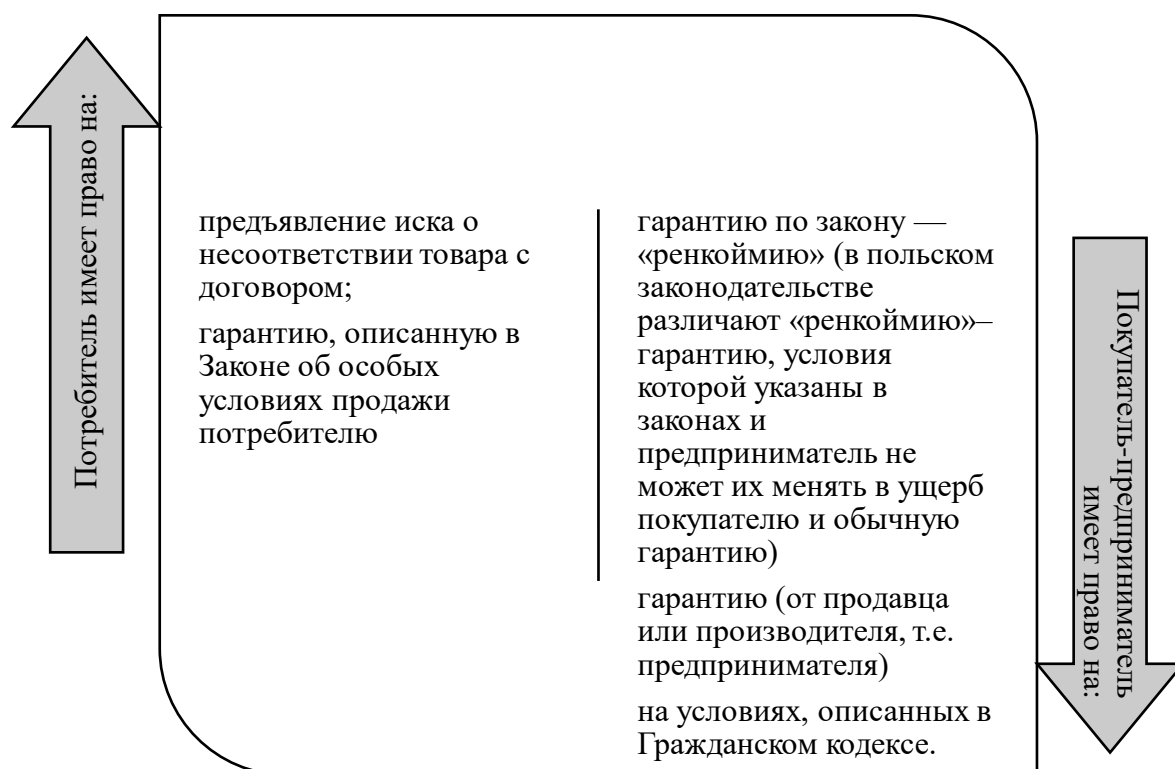 Потребитель имеет право на:
предъявление иска о
несоответствии товара с
договором;
гарантию, описанную в
Законе об особых
условиях продажи
потребителю
гарантию по закону —
«ренкоймию» (в польском
законодательстве
различают «ренкоймию»–
гарантию, условия
которой указаны в
законах и
предприниматель не
может их менять в ущерб
покупателю и обычную
гарантию)
гарантию (от продавца
или производителя, т.е.
предпринимателя)
на условиях, описанных в
Гражданском кодексе.
Покупатель-предприниматель
имеет право на: